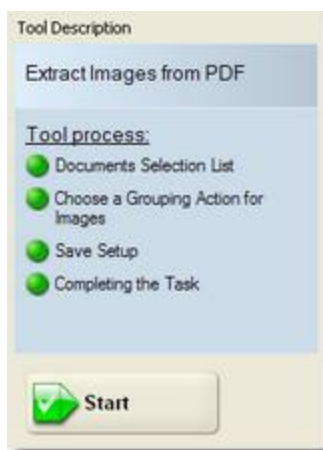 Tool Description
Extract Images from PDF
Tool process:
Documents Selection List
Choose a Grouping Action for
Images
Save Setup
Completing the Task
Start